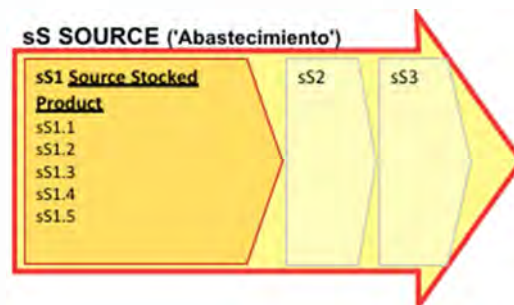 sS SOURCE ('Abastecimiento')
sS1 Source Stocked
Product
sS1.1
sS1.2
sS1.3
sS1.4
sS1.5
sS2
sS3